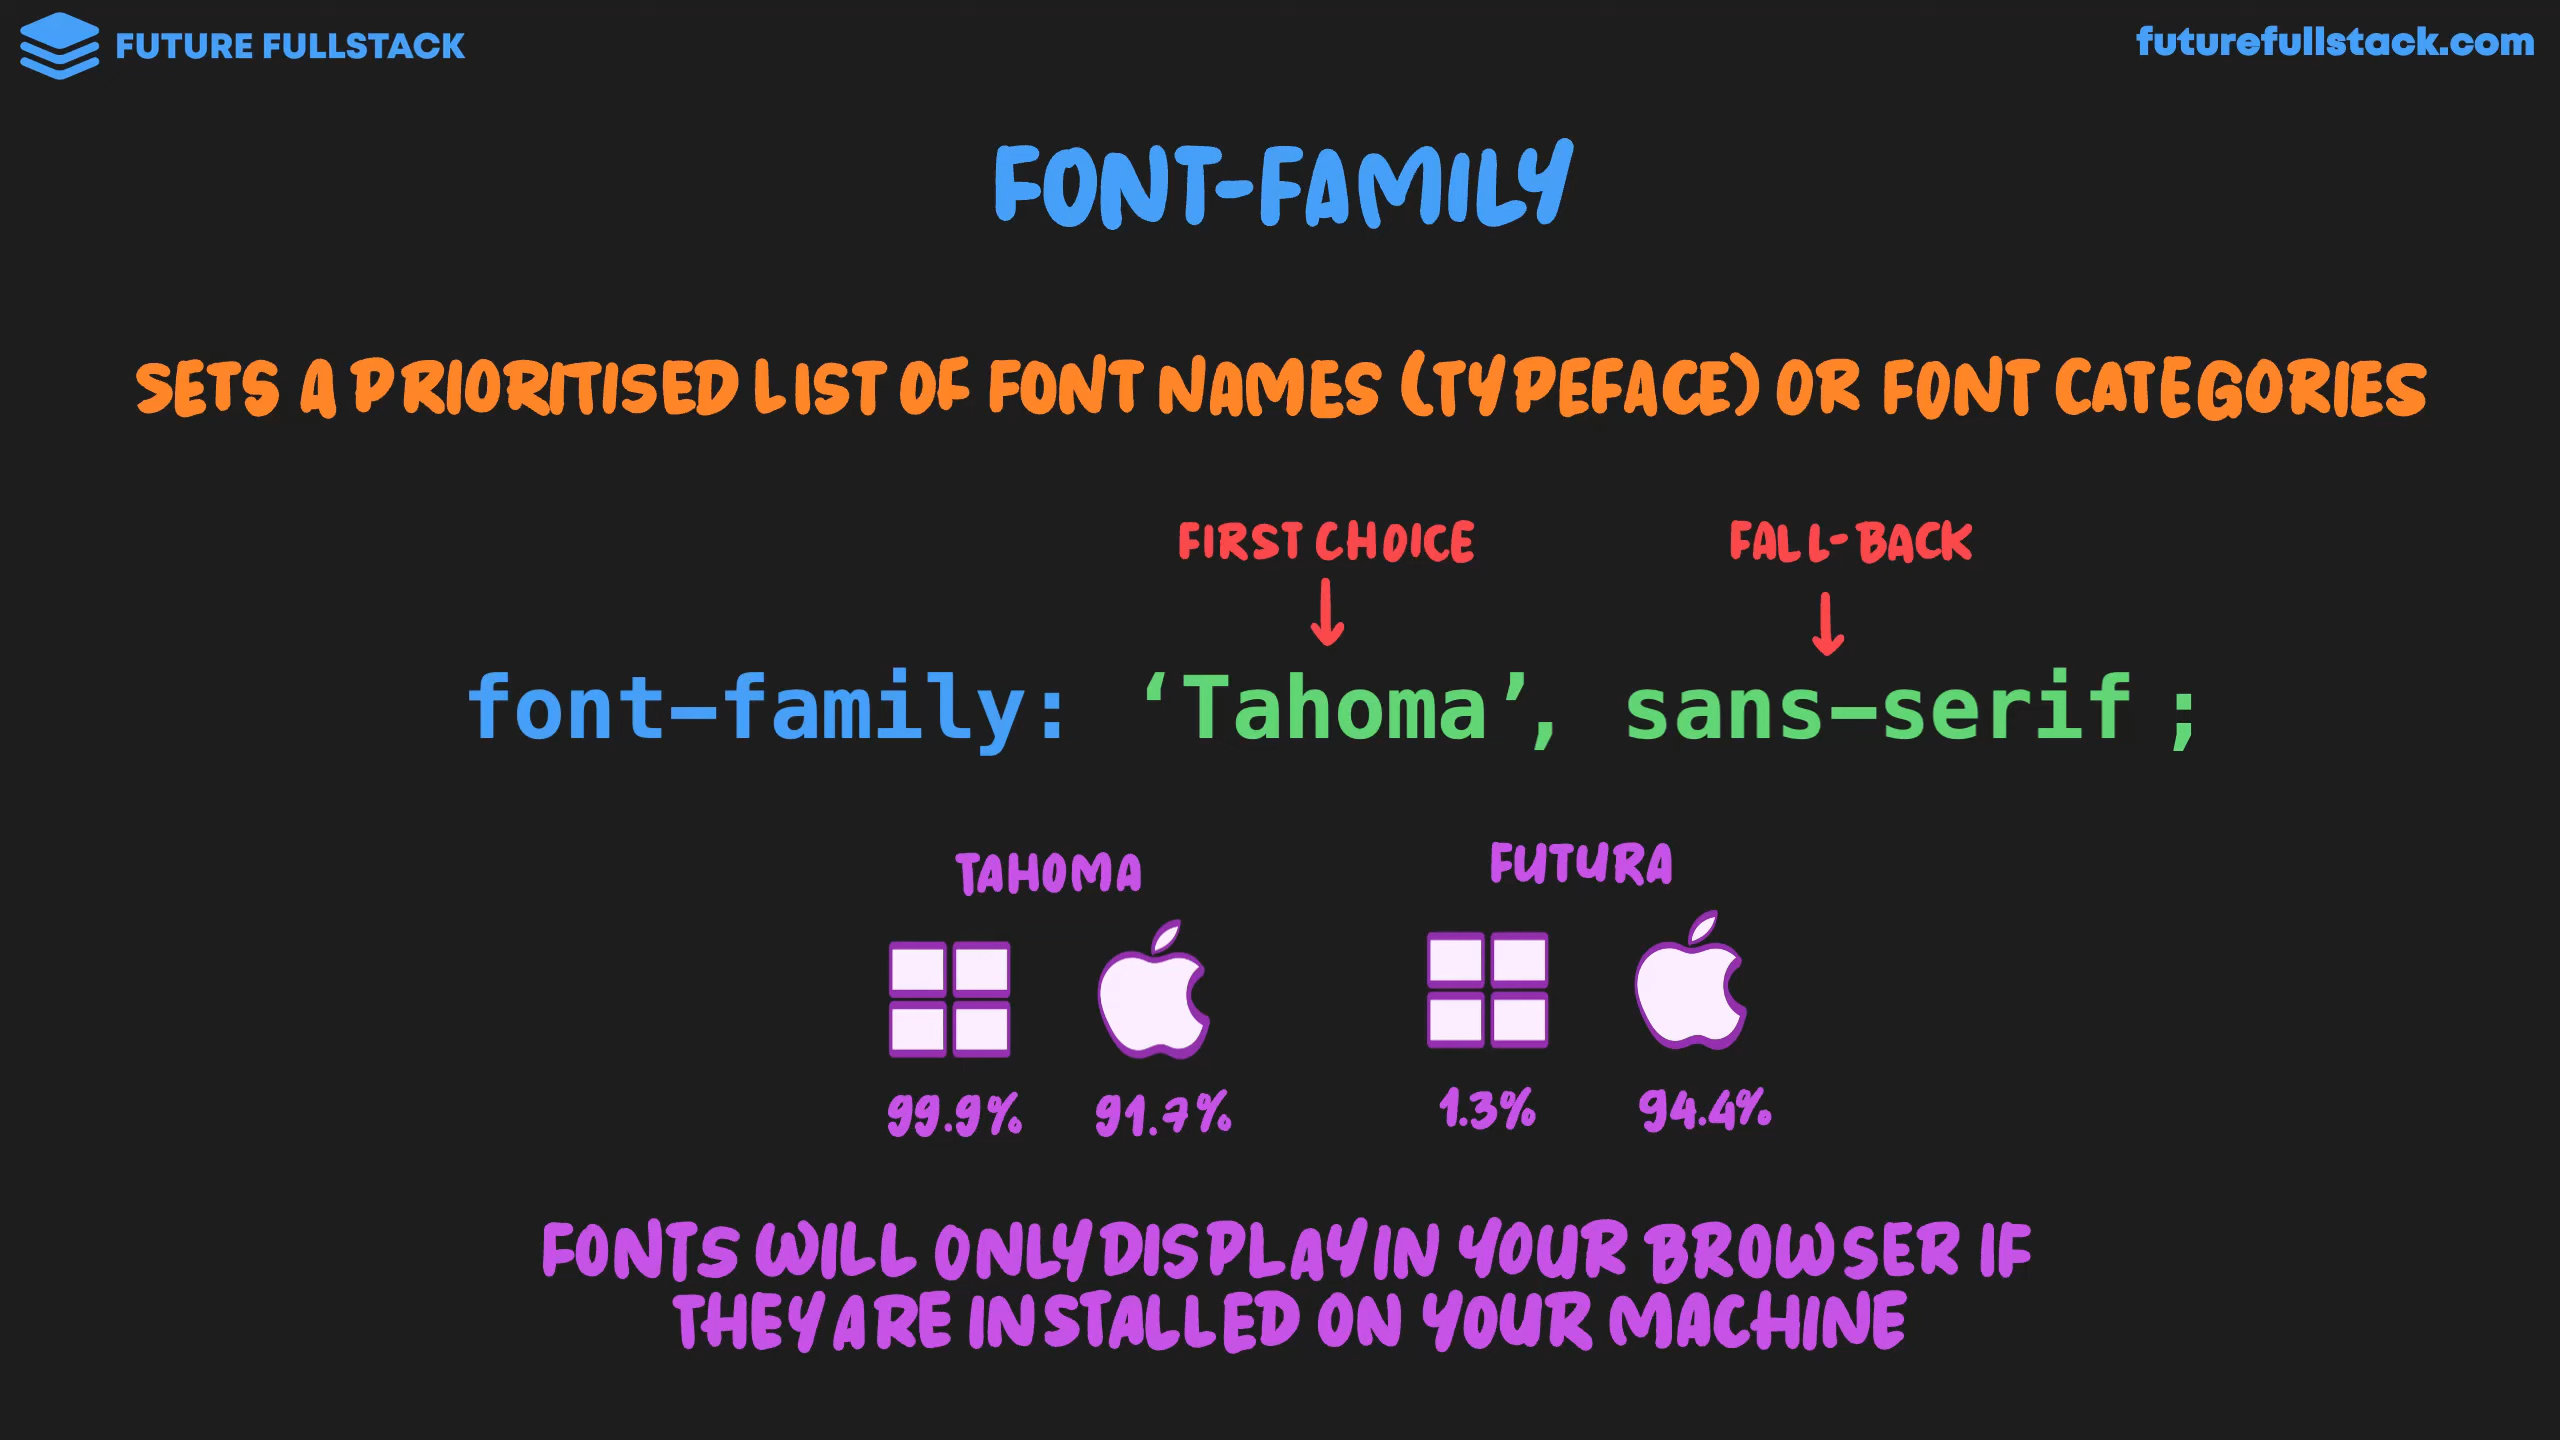 FUTURE FULLSTACK
futurefullstack.com
FONT-FAMILY
SETS A PRIORITISED LIST OF FONT NAMES (TYPEFACE) OR FONT CATEGORIES
FIRST CHOICE
FALL-BACK
font-family: ‘Tahoma’, sans-serif ;
TAHOMA
FUTURA
99.9%
91.7%
1.3%
94.4%
FONTS WILL ONLY DISPLAY IN YOUR BROWSER IF
THEY ARE INSTALLED ON YOUR MACHINE